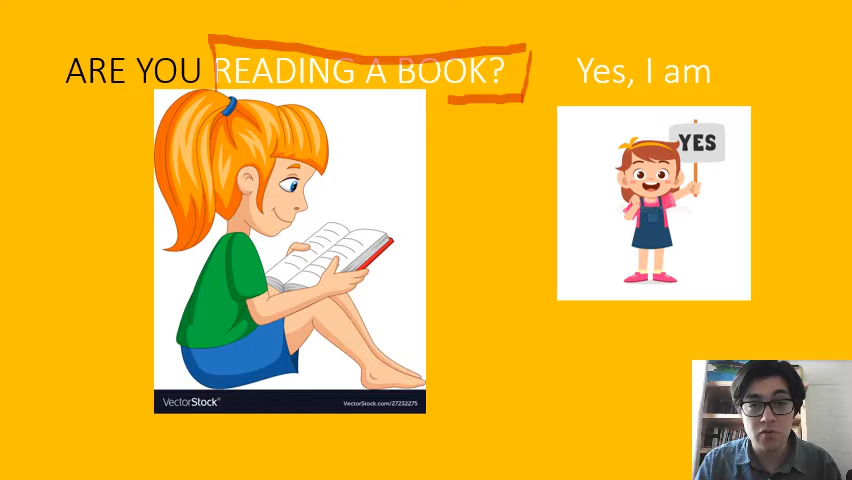 ARE YOU READING A BOOK?
Yes, I am
YES
VectorStock®
VectorStock.com/27232275